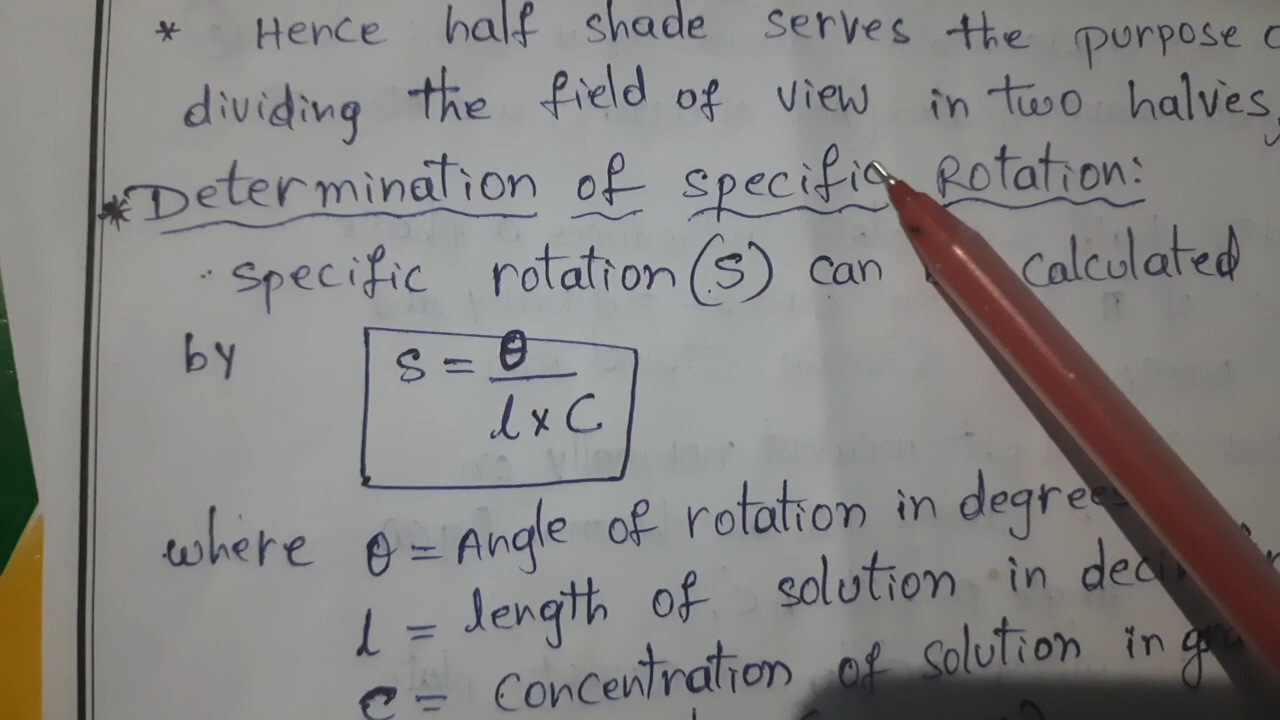 * Hence half shade serves the purpose
dividing the field of view in two halves,
* Determination of specific Rotation:
specific rotation (S) can calculated
by S = θ / l x C
where θ = Angle of rotation in degree
l = length of solution in
C = concentration of solution in